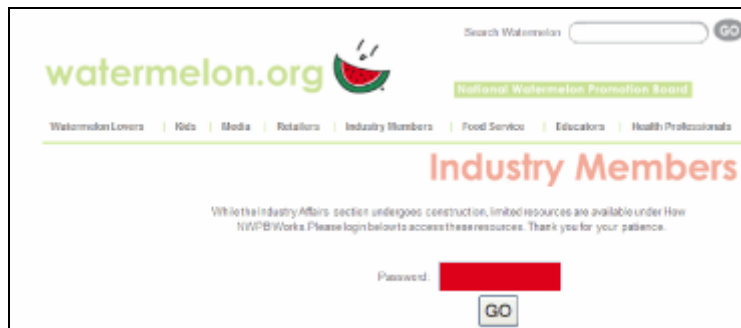 Search Watermelon GO
watermelon.org
National Watermelon Promotion Board
Watermelon Lovers | Kids | Media | Retailers | Industry Members | Food Service | Educators | Health Professionals
Industry Members
While the Industry Affairs section undergoes construction, limited resources are available under How
NWPB Works. Please login below to access these resources. Thank you for your patience.
Password:
GO